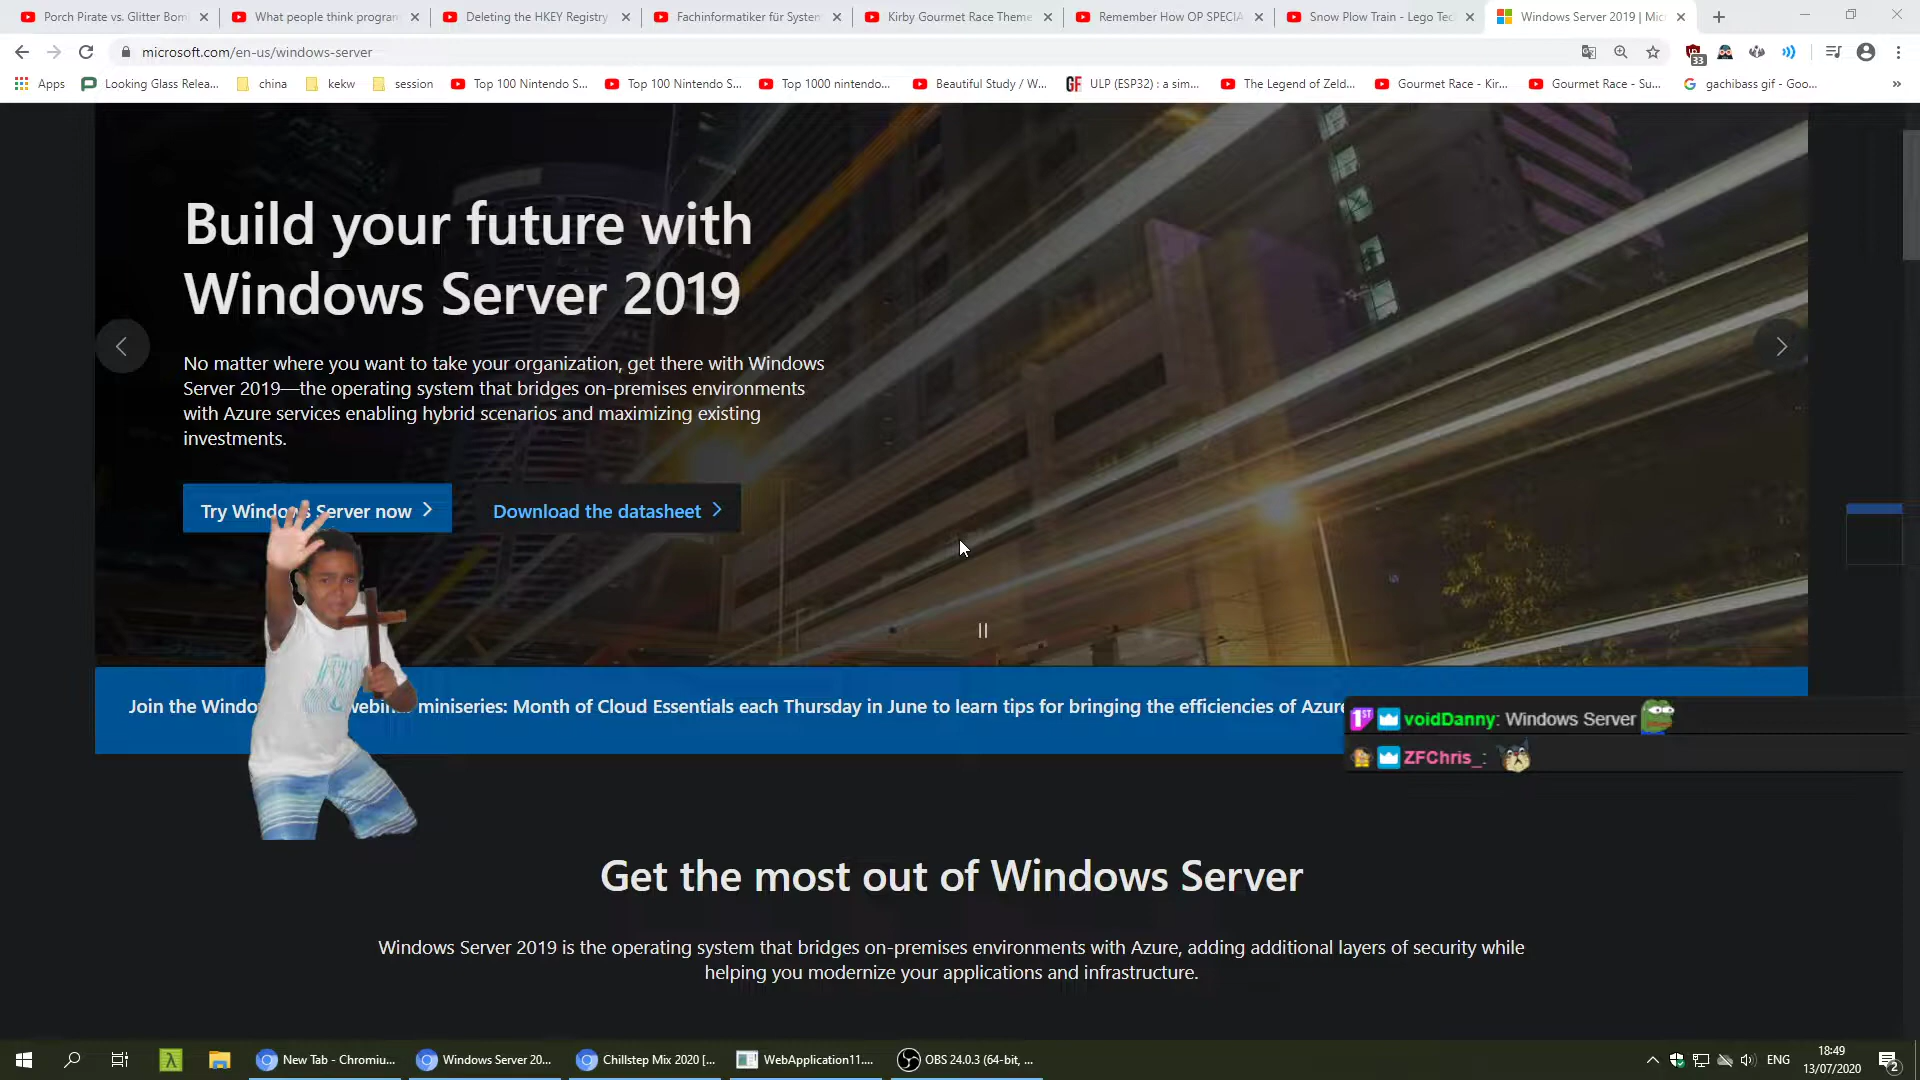 Porch Pirate vs. Glitter Bom
What people think program
Deleting the HKEY Registry
Fachinformatiker für System
Kirby Gourmet Race Theme
Remember How OP SPECIA
Snow Plow Train - Lego Tec
Windows Server 2019 | Mic
microsoft.com/en-us/windows-server
33
Apps
Looking Glass Relea...
china
kekw
session
Top 100 Nintendo S...
Top 100 Nintendo S...
Top 1000 nintendo...
Beautiful Study / W...
GF
ULP (ESP32) : a sim...
The Legend of Zeld...
Gourmet Race - Kir...
Gourmet Race - Su...
gachibass gif - Goo...
Build your future with
Windows Server 2019
No matter where you want to take your organization, get there with Windows
Server 2019—the operating system that bridges on-premises environments
with Azure services enabling hybrid scenarios and maximizing existing
investments.
Try Windows Server now
Download the datasheet
Join the Windo webinar miniseries: Month of Cloud Essentials each Thursday in June to learn tips for bringing the efficiencies of Azure
1ST voidDanny: Windows Server
ZFChris_:
Get the most out of Windows Server
Windows Server 2019 is the operating system that bridges on-premises environments with Azure, adding additional layers of security while
helping you modernize your applications and infrastructure.
New Tab - Chromiu...
Windows Server 20...
Chillstep Mix 2020 [...
WebApplication11....
OBS 24.0.3 (64-bit, ...
ENG
18:49
13/07/2020
2